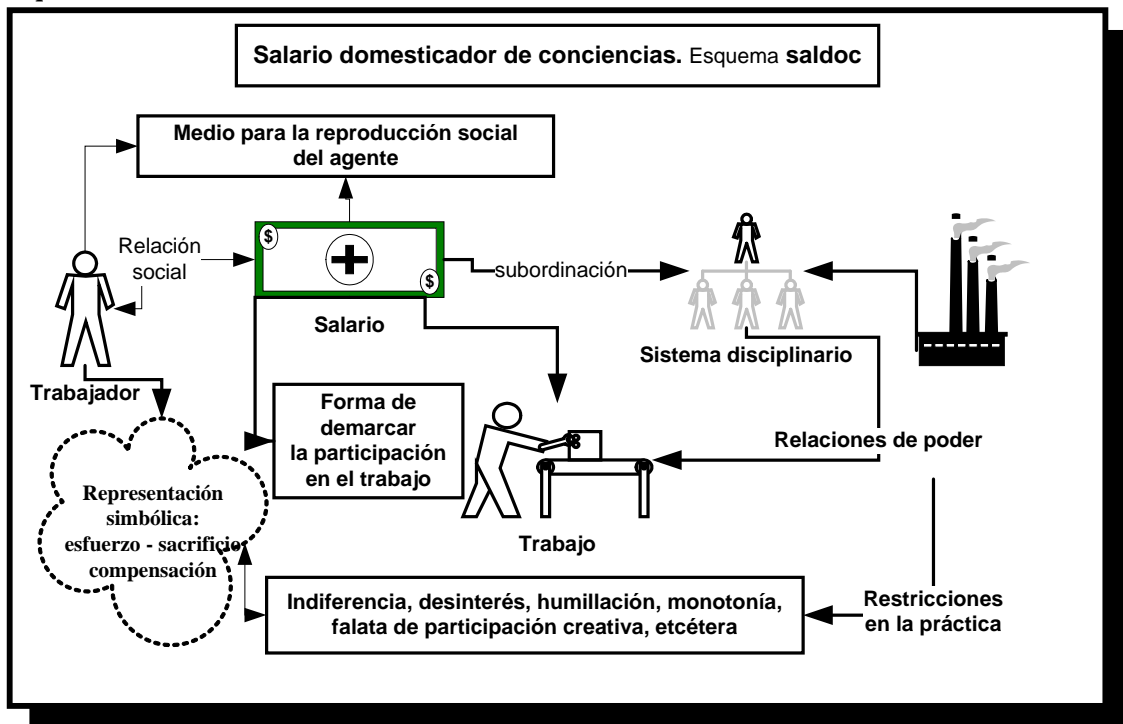 Salario domesticador de conciencias. Esquema saldoc
Medio para la reproducción social
del agente
Relación
social
$
$
subordinación
Salario
Sistema disciplinario
Trabajador
Forma de
demarcar
la participación
en el trabajo
Relaciones de poder
Representación
simbólica:
esfuerzo - sacrificio
compensación
Trabajo
Indiferencia, desinterés, humillación, monotonía,
falata de participación creativa, etcétera
Restricciones
en la práctica